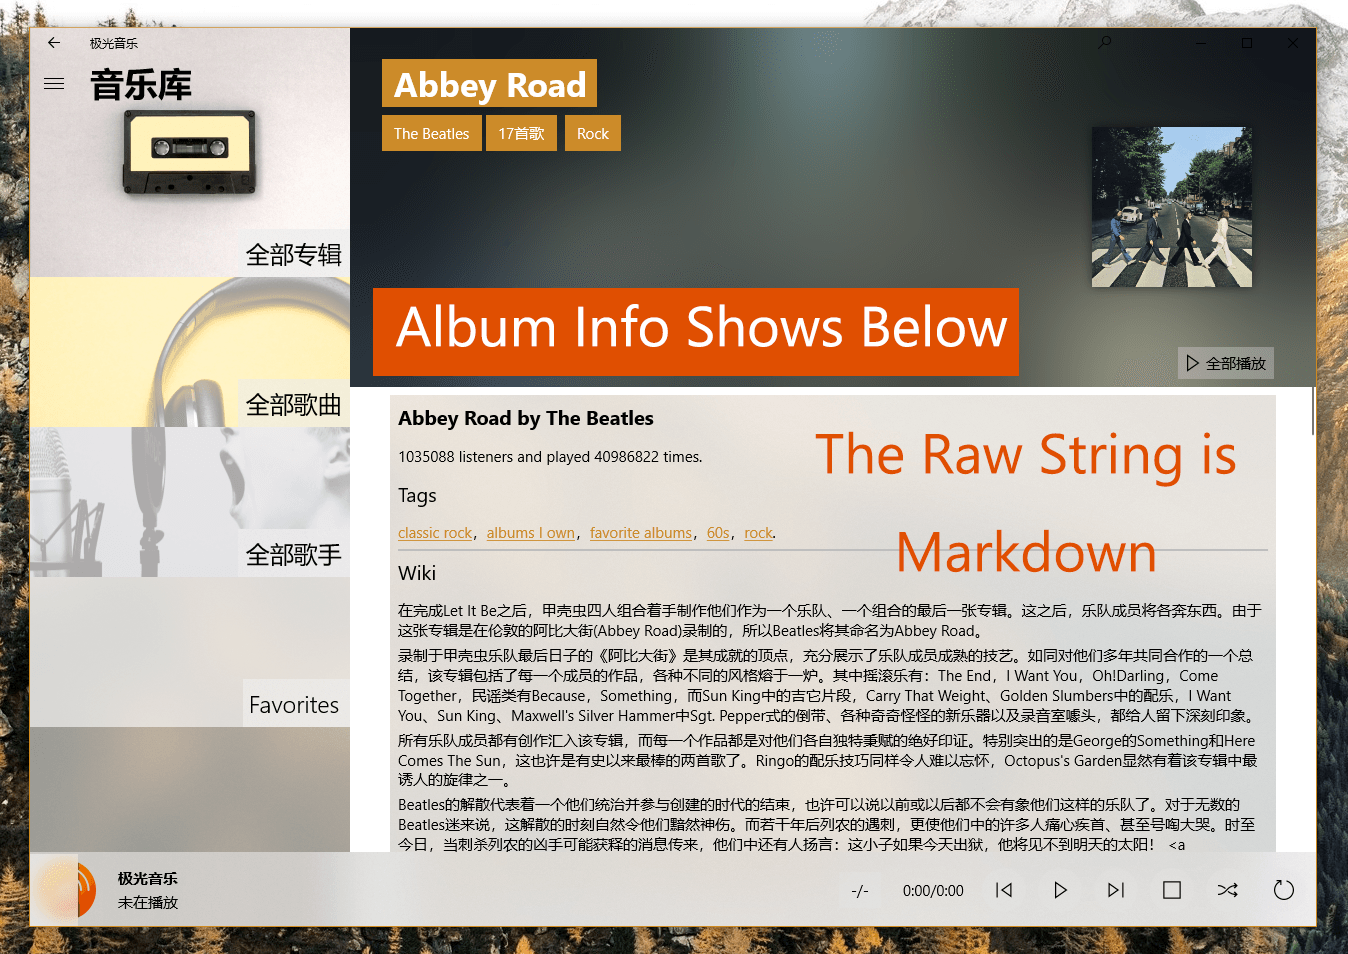 极光音乐
音乐库
全部专辑
全部歌曲
全部歌手
Favorites
Abbey Road
The Beatles
17首歌
Rock
Album Info Shows Below
全部播放
Abbey Road by The Beatles
1035088 listeners and played 40986822 times.
The Raw String is
Markdown
Tags
classic rock，albums I own，favorite albums，60s，rock.
Wiki
在完成Let It Be之后，甲壳虫四人组合着手制作他们作为一个乐队、一个组合的最后一张专辑。这之后，乐队成员将各奔东西。由于
这张专辑是在伦敦的阿比大街(Abbey Road)录制的，所以Beatles将其命名为Abbey Road。
录制于甲壳虫乐队最后日子的《阿比大街》是其成就的顶点，充分展示了乐队成员成熟的技艺。如同对他们多年共同合作的一个总
结，该专辑包括了每一个成员的作品，各种不同的风格熔于一炉。其中摇滚乐有：The End，I Want You，Oh!Darling，Come
Together，民谣类有Because，Something，而Sun King中的吉它片段，Carry That Weight、Golden Slumbers中的配乐，I Want
You、Sun King、Maxwell's Silver Hammer中Sgt. Pepper式的倒带、各种奇奇怪怪的新乐器以及录音室噱头，都给人留下深刻印象。
所有乐队成员都有创作汇入该专辑，而每一个作品都是对他们各自独特秉赋的绝好印证。特别突出的是George的Something和Here
Comes The Sun，这也许是有史以来最棒的两首歌了。Ringo的配乐技巧同样令人难以忘怀，Octopus's Garden显然有着该专辑中最
诱人的旋律之一。
Beatles的解散代表着一个他们统治并参与创建的时代的结束，也许可以说以前或以后都不会有象他们这样的乐队了。对于无数的
Beatles迷来说，这解散的时刻自然令他们黯然神伤。而若干年后列农的遇刺，更使他们中的许多人痛心疾首、甚至号啕大哭。时至
今日，当刺杀列农的凶手可能获释的消息传来，他们中还有人扬言：这小子如果今天出狱，他将见不到明天的太阳！ <a
极光音乐
未在播放
-/-
0:00/0:00